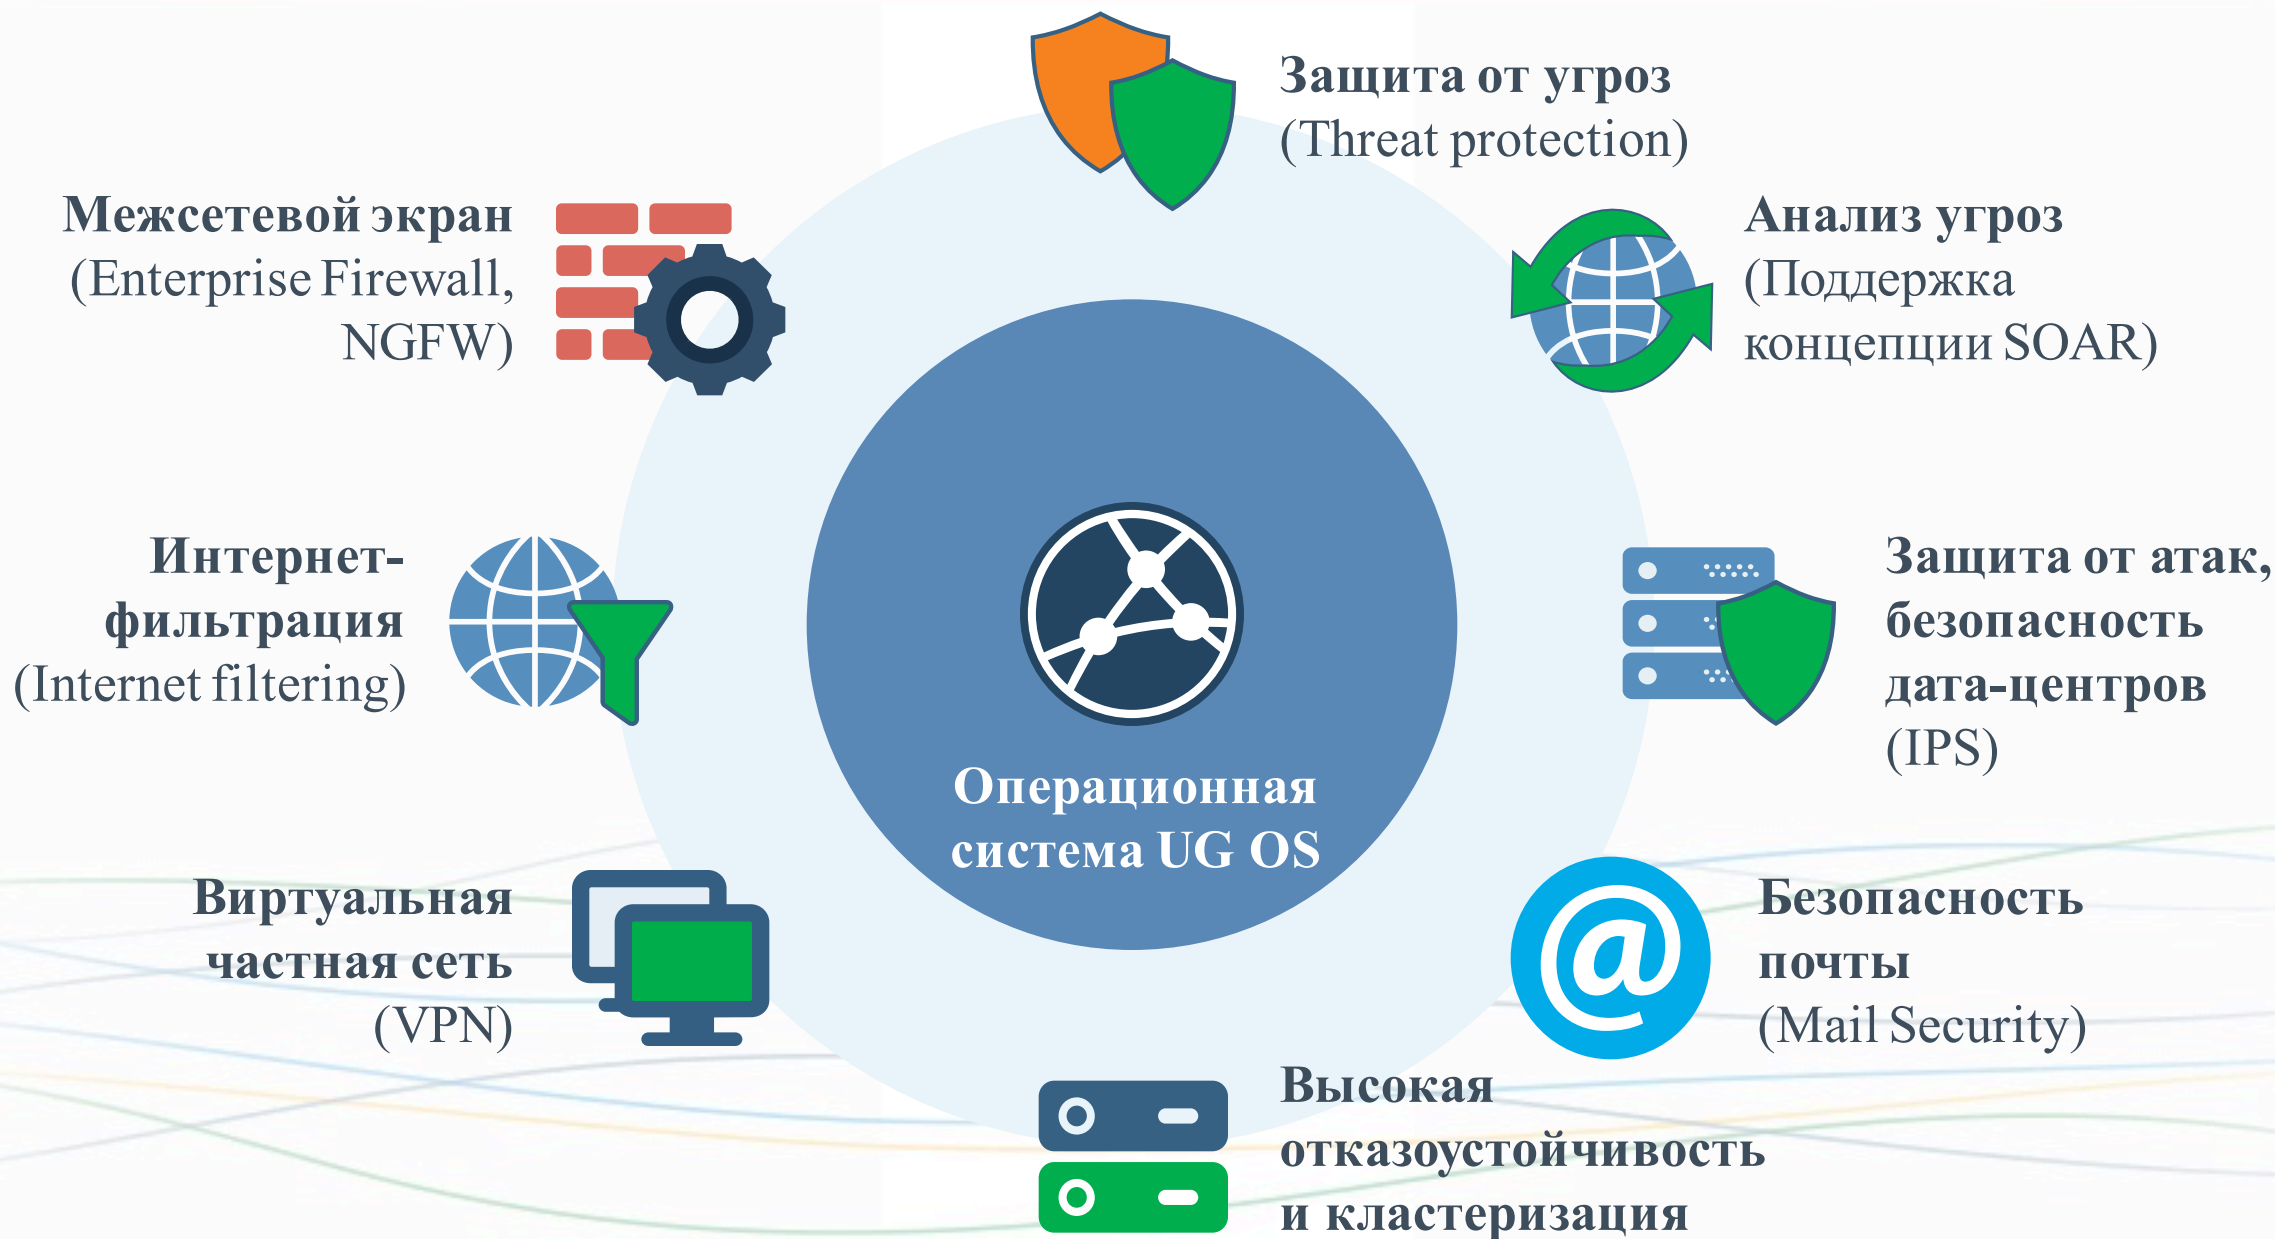 Защита от угроз
(Threat protection)
Межсетевой экран
(Enterprise Firewall,
NGFW)
Анализ угроз
(Поддержка
концепции SOAR)
Интернет-
фильтрация
(Internet filtering)
Защита от атак,
безопасность
дата-центров
(IPS)
Операционная
система UG OS
Виртуальная
частная сеть
(VPN)
@
Безопасность
почты
(Mail Security)
Высокая
отказоустойчивость
и кластеризация